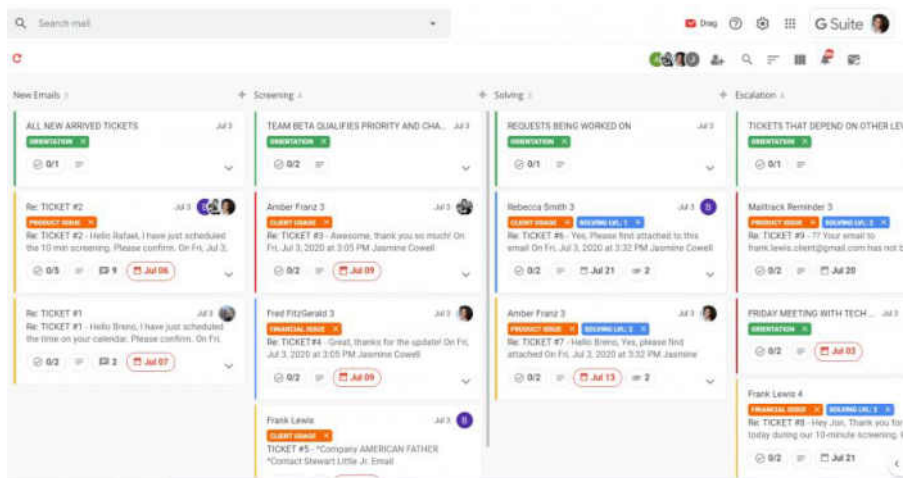 Search mail
Drag
G Suite
New Emails
Screening 4
Solving
Escalation
ALL NEW ARRIVED TICKETS
Jul 3
ORIENTATION ×
0/1
Re: TICKET #2
Jul 3
B
PRODUCT ISSUE ×
Re: TICKET #2 - Hello Rafael, I have just scheduled
the 10 min screening. Please confirm. On Fri, Jul 3,
0/5 9 Jul 06
Re: TICKET #1
Jul 3
Re: TICKET #1 - Hello Breno, I have just scheduled
the time on your calendar. Please confirm. On Fri,
0/2 2 Jul 07
TEAM BETA QUALIFIES PRIORITY AND CHA...
Jul 3
ORIENTATION ×
0/2
Amber Franz 3
Jul 3
CLIENT USAGE ×
Re: TICKET #3 - Awesome, thank you so much! On
Fri, Jul 3, 2020 at 3:05 PM Jasmine Cowell
0/2 Jul 09
Fred FitzGerald 3
Jul 3
FINANCIAL ISSUE ×
Re: TICKET#4 - Great, thanks for the update! On Fri,
Jul 3, 2020 at 3:05 PM Jasmine Cowell
0/2 Jul 09
Frank Lewis
Jul 3
B
CLIENT USAGE ×
TICKET #5 - *Company AMERICAN FATHER
*Contact Stewart Little Jr. Email
REQUESTS BEING WORKED ON
Jul 3
ORIENTATION ×
0/1
Rebecca Smith 3
Jul 3
B
CLIENT USAGE × SOLVING LVL: 1 ×
Re: TICKET #6 - Yes, Please find attached to this
email On Fri, Jul 3, 2020 at 3:32 PM Jasmine Cowell
0/2 Jul 21 2
Amber Franz 3
Jul 3
PRODUCT ISSUE × SOLVING LVL: 2 ×
Re: TICKET #7 - Hello Breno, Yes, please find
attached On Fri, Jul 3, 2020 at 3:32 PM Jasmine
0/2 Jul 13 2
TICKETS THAT DEPEND ON OTHER LEV
ORIENTATION ×
0/1
Mailtrack Reminder 3
PRODUCT ISSUE × SOLVING LVL: 2 ×
Re: TICKET #9 - ?? Your email to
frank.lewis.client@gmail.com has not b
0/2 Jul 20
FRIDAY MEETING WITH TECH ...
Jul 3
ORIENTATION ×
0/2 Jul 03
Frank Lewis 4
FINANCIAL ISSUE × SOLVING LVL: 2 ×
Re: TICKET #8 - Hey Jon, Thank you for
today during our 10-minute screening.
0/2 Jul 21